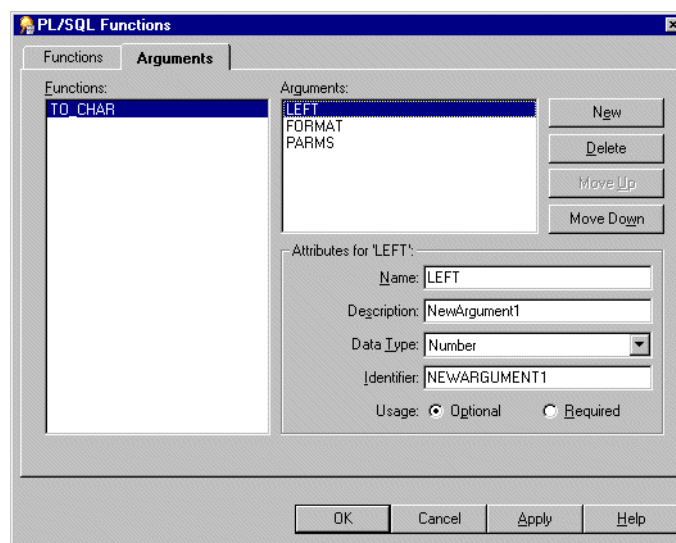 PL/SQL Functions
Functions
Arguments
Functions:
TO_CHAR
Arguments:
LEFT
FORMAT
PARMS
New
Delete
Move Up
Move Down
Attributes for 'LEFT':
Name: LEFT
Description: NewArgument1
Data Type: Number
Identifier: NEWARGUMENT1
Usage: Optional Required
OK Cancel Apply Help